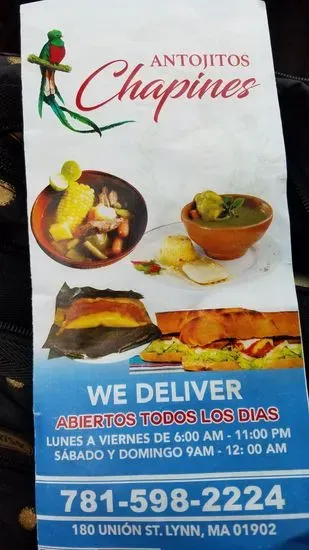 ANTOJITOS
Chapines
WE DELIVER
ABIERTOS TODOS LOS DIAS
LUNES A VIERNES DE 6:00 AM - 11:00 PM
SÁBADO Y DOMINGO 9AM - 12: 00 AM
781-598-2224
180 UNIÓN ST. LYNN, MA 01902